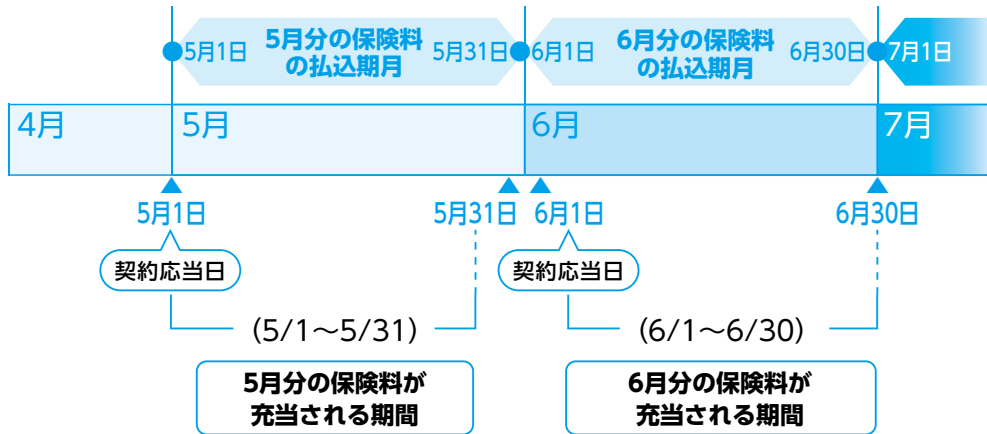 5月1日
5月分の保険料
の払込期月
5月31日
6月1日
6月分の保険料
の払込期月
6月30日
7月1日
4月
5月
6月
7月
5月1日
5月31日
6月1日
6月30日
契約応当日
契約応当日
(5/1〜5/31)
(6/1〜6/30)
5月分の保険料が
充当される期間
6月分の保険料が
充当される期間